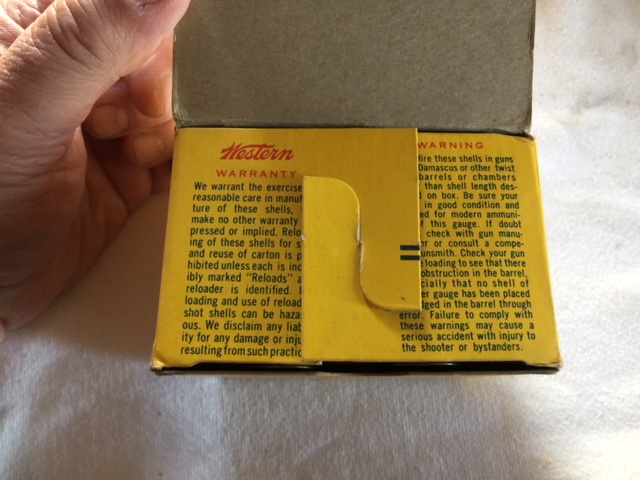 Western
WARRANTY
We warrant the exercise
reasonable care in manuf
ture of these shells,
make no other warranty
pressed or implied. Relo
ing of these shells for s
and reuse of carton is p
hibited unless each is ind
ibly marked "Reloads" a
reloader is identified.
loading and use of reload
shot shells can be haza
ous. We disclaim any liab
ity for any damage or inju
resulting from such practic
WARNING
fire these shells in guns
Damascus or other twist
barrels or chambers
than shell length des-
d on box. Be sure your
in good condition and
ed for modern ammuni-
of this gauge. If doubt
check with gun manu-
or or consult a compe-
unsmith. Check your gun
loading to see that there
obstruction in the barrel,
cially that no shell of
er gauge has been placed
dged in the barrel through
error. Failure to comply with
these warnings may cause a
serious accident with injury to
the shooter or bystanders.